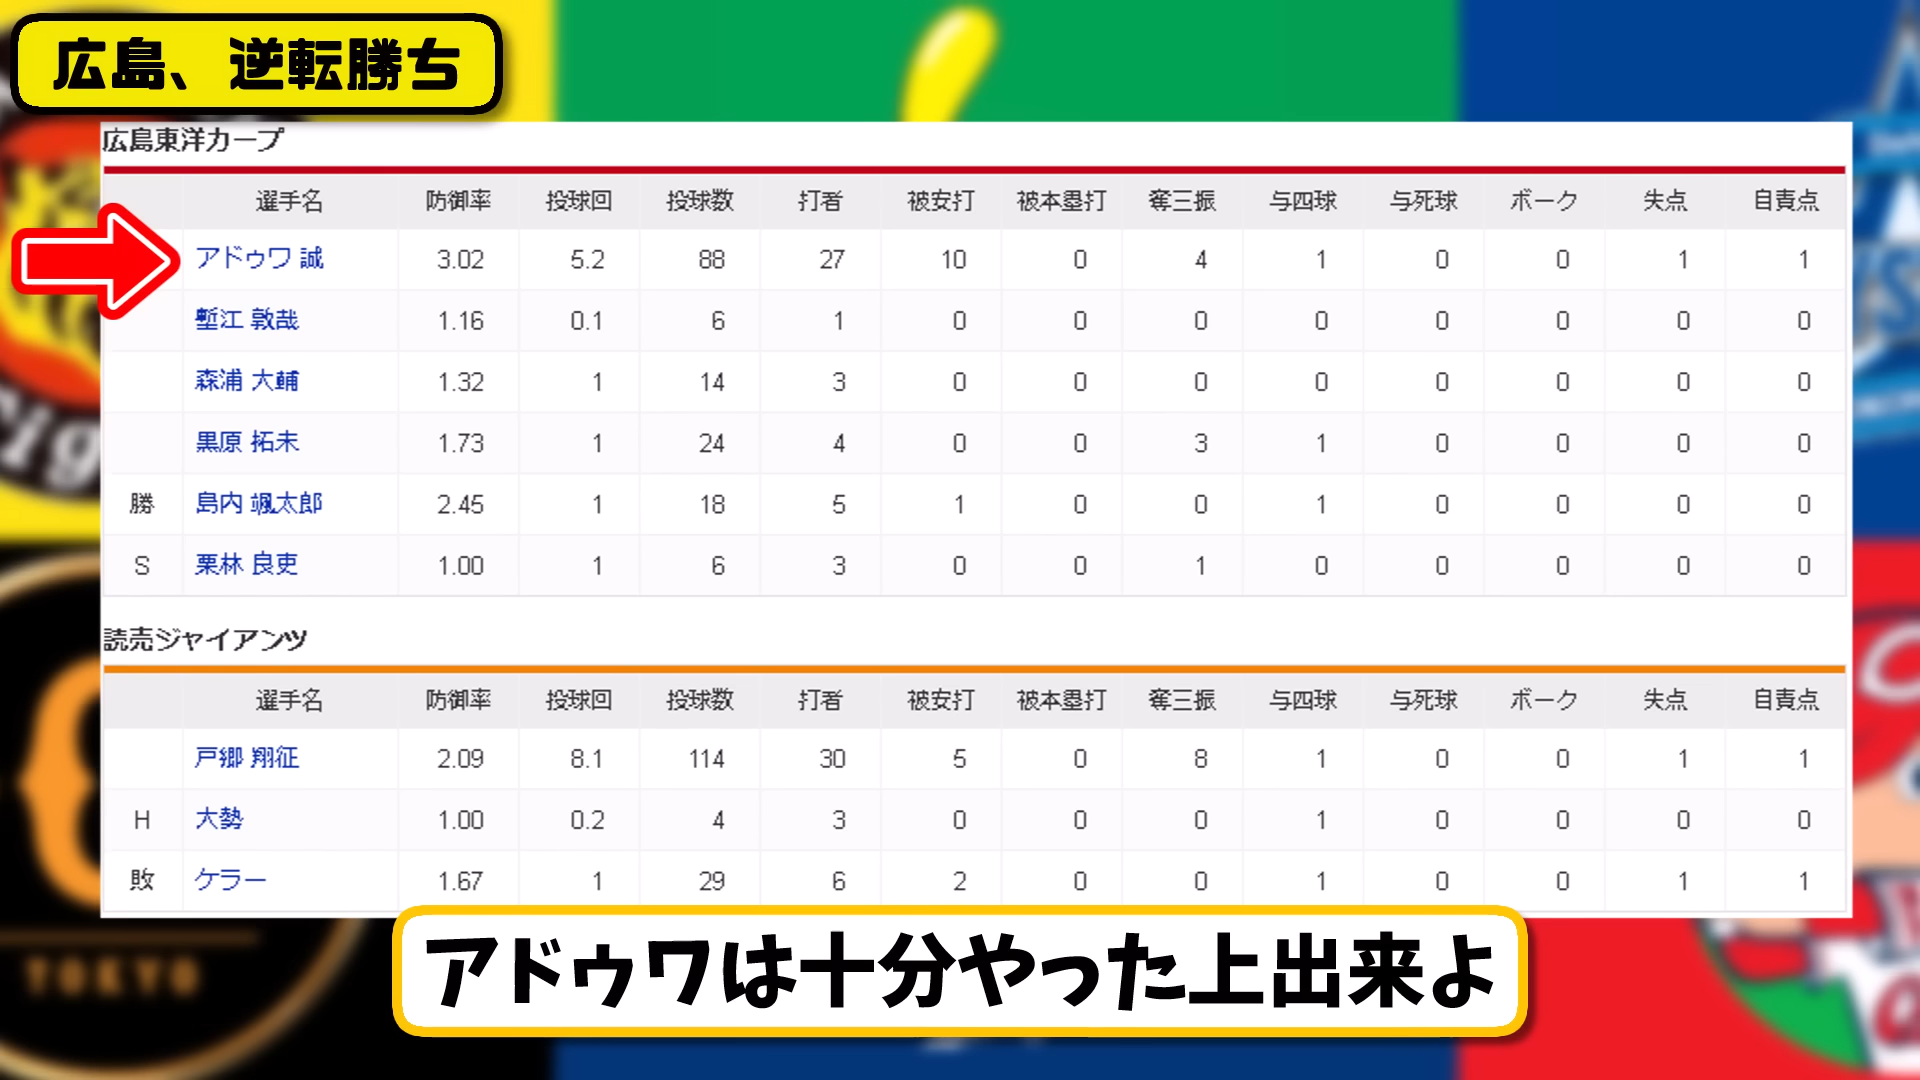 広島、逆転勝ち
広島東洋カープ
選手名 防御率 投球回 投球数 打者 被安打 被本塁打 奪三振 与四球 与死球 ボーク 失点 自責点
アドゥワ 誠 3.02 5.2 88 27 10 0 4 1 0 0 1 1
塹江 敦哉 1.16 0.1 6 1 0 0 0 0 0 0 0 0
森浦 大輔 1.32 1 14 3 0 0 0 0 0 0 0 0
黒原 拓未 1.73 1 24 4 0 0 3 1 0 0 0 0
勝 島内 颯太郎 2.45 1 18 5 1 0 0 1 0 0 0 0
S 栗林 良吏 1.00 1 6 3 0 0 1 0 0 0 0 0
読売ジャイアンツ
選手名 防御率 投球回 投球数 打者 被安打 被本塁打 奪三振 与四球 与死球 ボーク 失点 自責点
戸郷 翔征 2.09 8.1 114 30 5 0 8 1 0 0 1 1
H 大勢 1.00 0.2 4 3 0 0 0 1 0 0 0 0
敗 ケラー 1.67 1 29 6 2 0 0 1 0 0 1 1
アドゥワは十分やった上出来よ
TOKYO